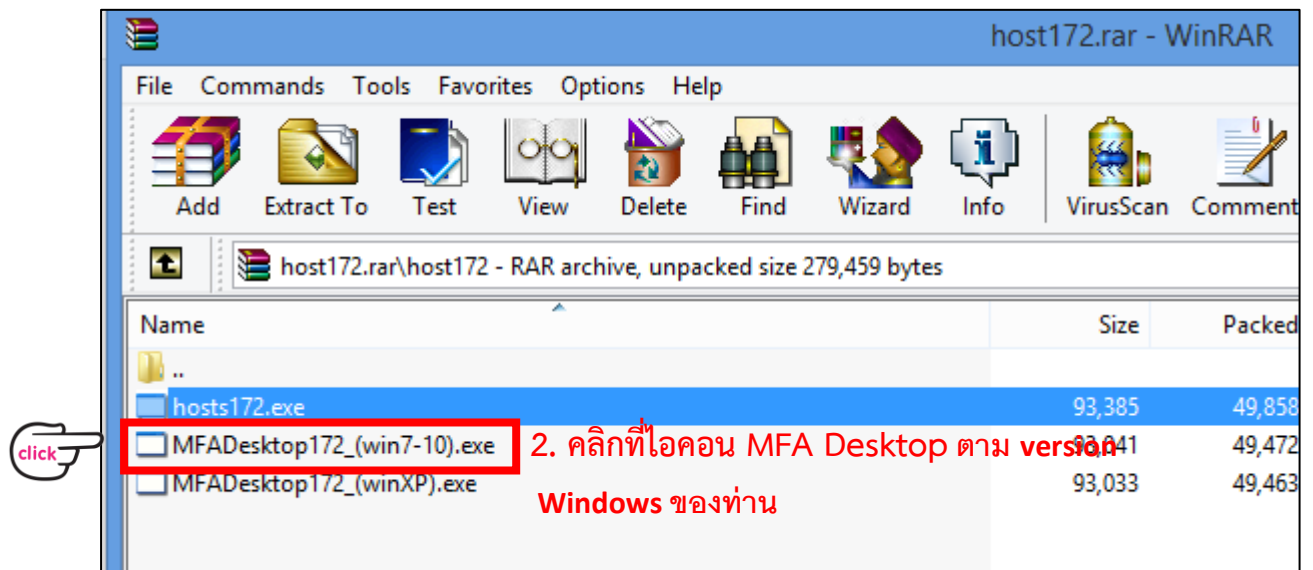 host172.rar - WinRAR
File Commands Tools Favorites Options Help
Add Extract To Test View Delete Find Wizard Info VirusScan Comment
host172.rar\host172 - RAR archive, unpacked size 279,459 bytes
Name Size Packed
..
hosts172.exe 93,385 49,858
click
MFADesktop172_(win7-10).exe 2. คลิกที่ไอคอน MFA Desktop ตาม version 49,472
MFADesktop172_(winXP).exe 93,033 49,463
Windows ของท่าน